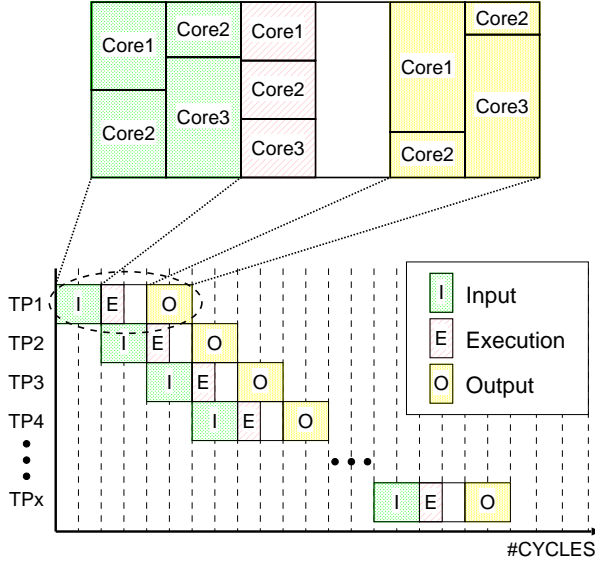 Core1
Core2
Core2
Core3
Core1
Core2
Core3
Core1
Core2
Core2
Core3
TP1
I
E
O
TP2
I
E
O
TP3
I
E
O
TP4
I
E
O
TPx
I
E
O
I Input
E Execution
O Output
#CYCLES